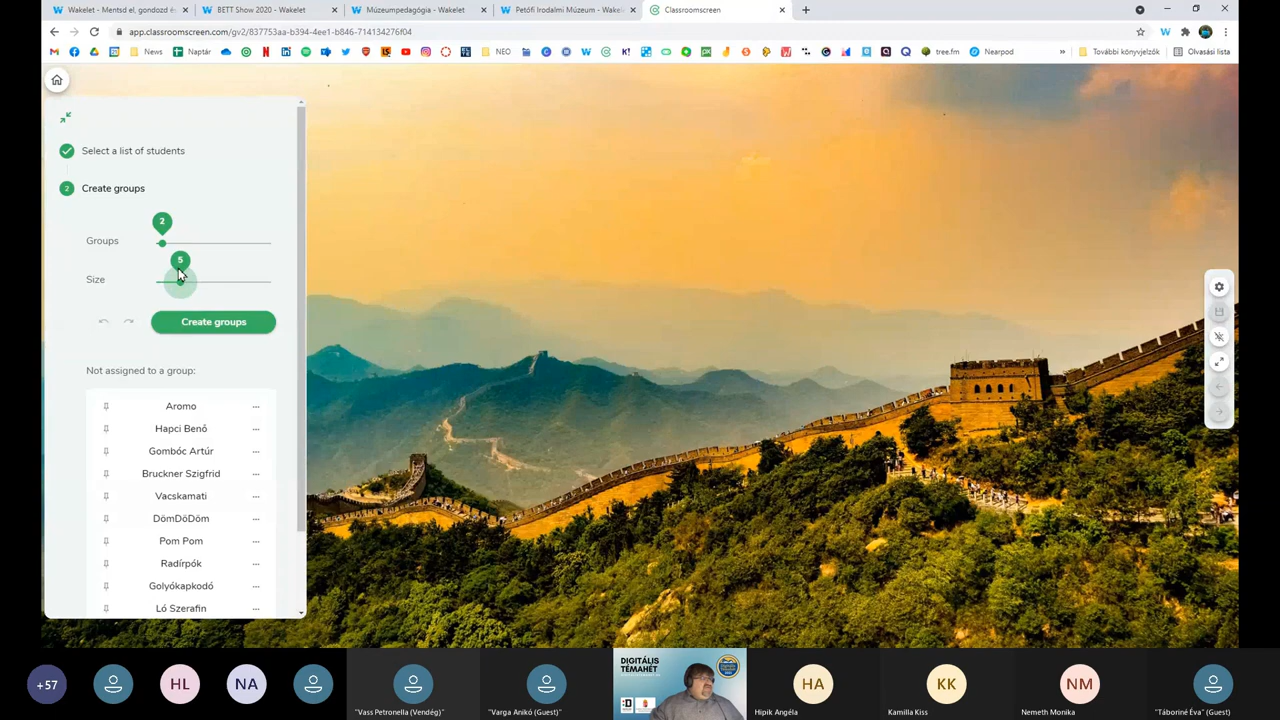 Wakelet - Mentsd el, gondozd és
BETT Show 2020 - Wakelet
Múzeumpedagógia - Wakelet
Petőfi Irodalmi Múzeum - Wakele
Classroomscreen
app.classroomscreen.com/gv2/837753aa-b394-4ee1-b846-714134276f04
News
Naptár
NEO
tree.fm
Nearpod
További könyvjelzők
Olvasási lista
Select a list of students
2 Create groups
2
Groups
5
Size
Create groups
Not assigned to a group:
Aromo
Hapci Benő
Gombóc Artúr
Bruckner Szigfrid
Vacskamati
DömDöDöm
Pom Pom
Radírpók
Golyókapkodó
Ló Szerafin
+57
HL
NA
"Vass Petronella (Vendég)"
"Varga Anikó (Guest)"
DIGITÁLIS
TÉMAHÉT
HA
Hipik Angéla
KK
Kamilla Kiss
NM
Nemeth Monika
"Táboriné Éva" (Guest)